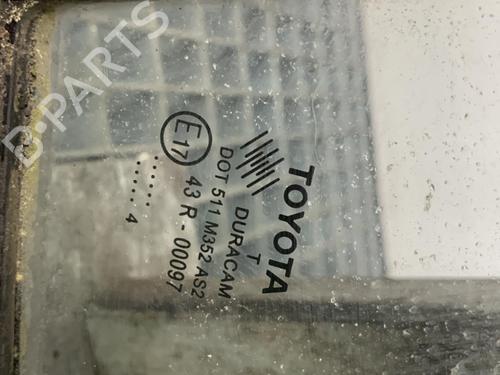 TOYOTA
T
DURACAM
DOT 511 M352 AS2
E17 43 R - 00097
...... 4
B-PARTS